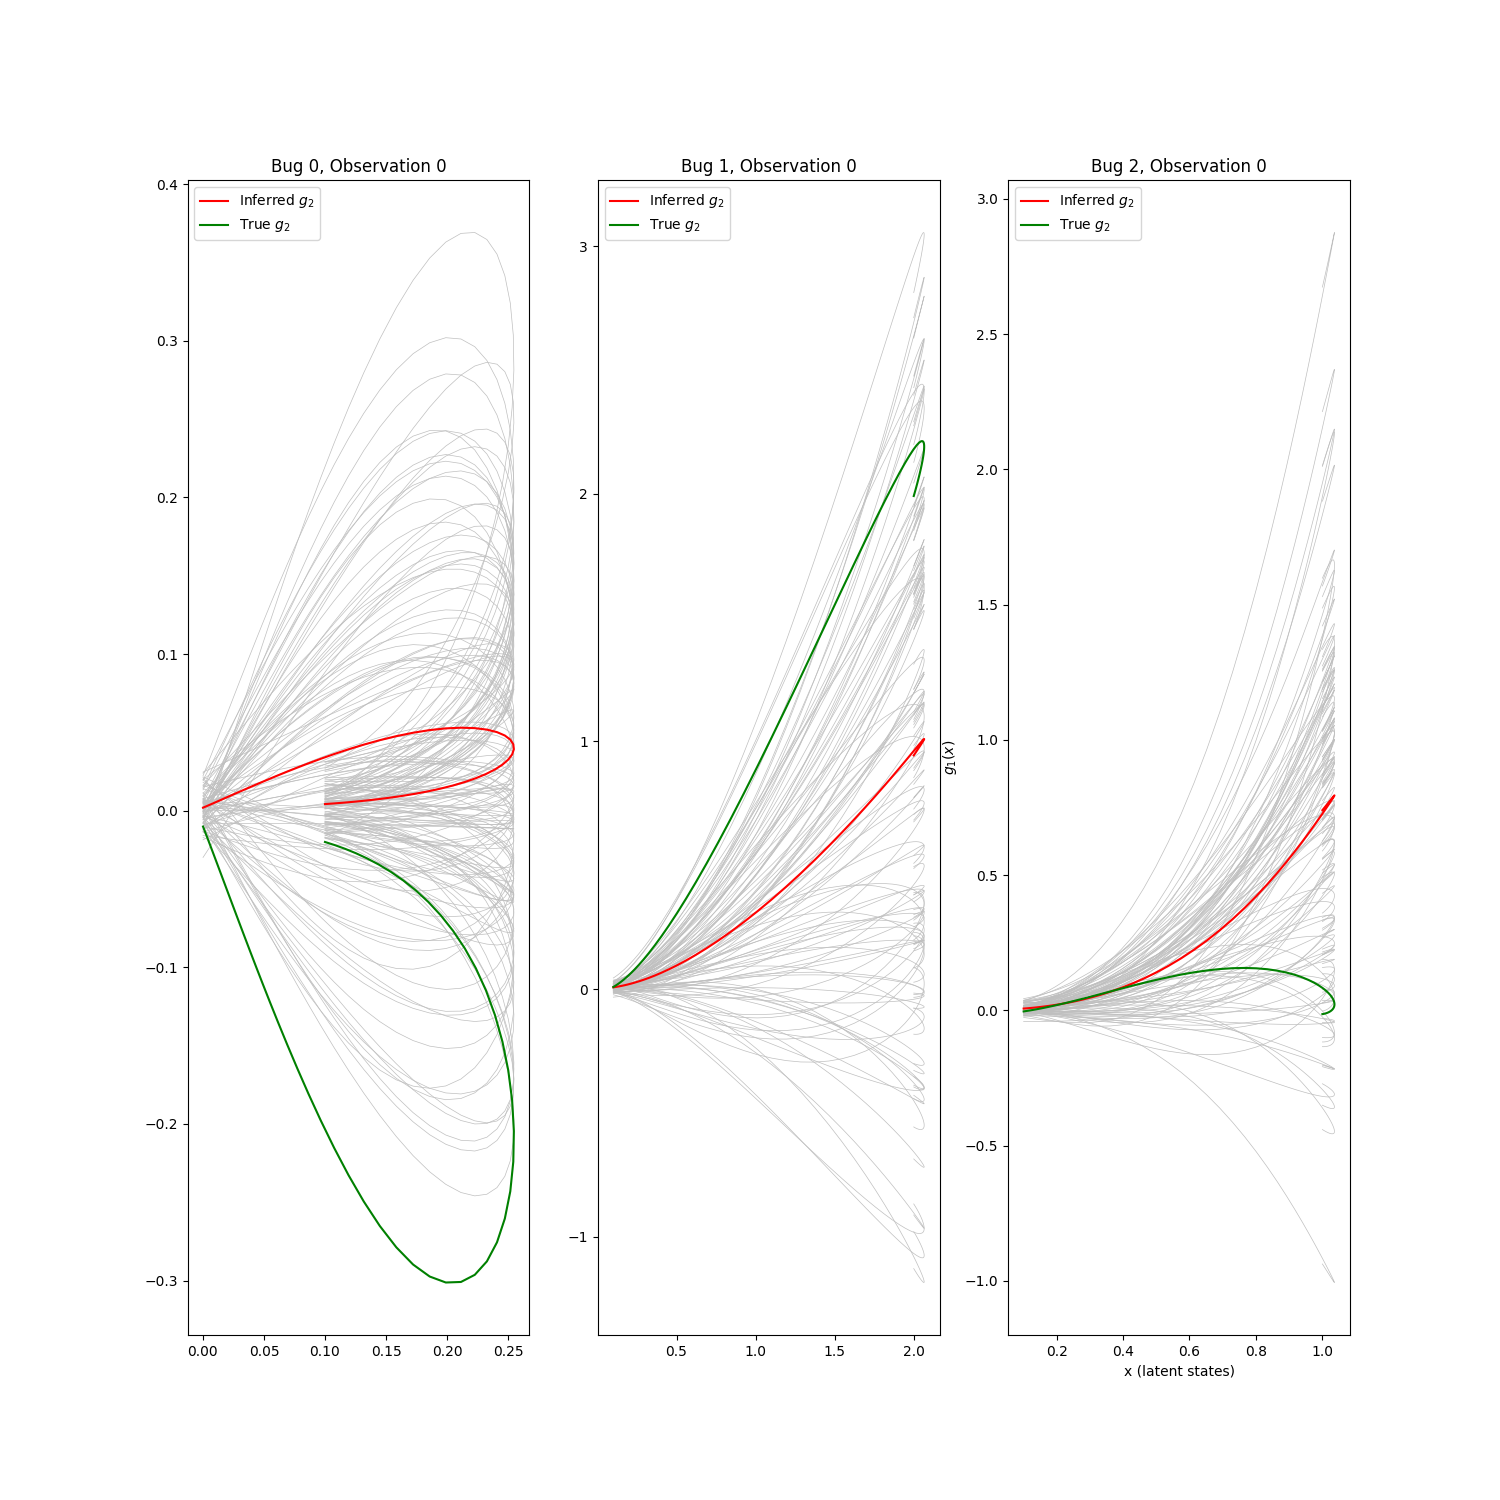 Bug 0, Observation 0
Inferred g₂
True g₂
0.4
0.3
0.2
0.1
0.0
−0.1
−0.2
−0.3
0.00 0.05 0.10 0.15 0.20 0.25
Bug 1, Observation 0
Inferred g₂
True g₂
3
2
1
0
−1
0.5 1.0 1.5 2.0
Bug 2, Observation 0
Inferred g₂
True g₂
g₁(x)
3.0
2.5
2.0
1.5
1.0
0.5
0.0
−0.5
−1.0
0.2 0.4 0.6 0.8 1.0
x (latent states)